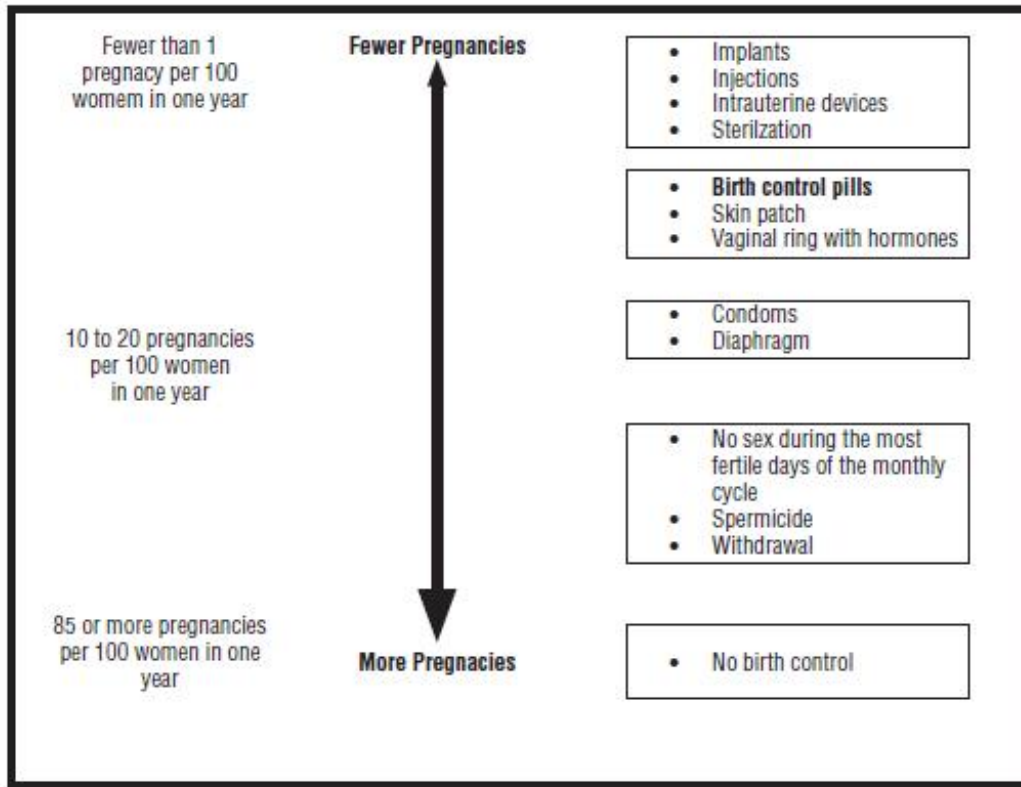 Fewer than 1
pregnacy per 100
womem in one year
Fewer Pregnancies
• Implants
• Injections
• Intrauterine devices
• Sterilzation
• Birth control pills
• Skin patch
• Vaginal ring with hormones
10 to 20 pregnancies
per 100 women
in one year
• Condoms
• Diaphragm
• No sex during the most
fertile days of the monthly
cycle
• Spermicide
• Withdrawal
85 or more pregnancies
per 100 women in one
year
More Pregnacies
• No birth control